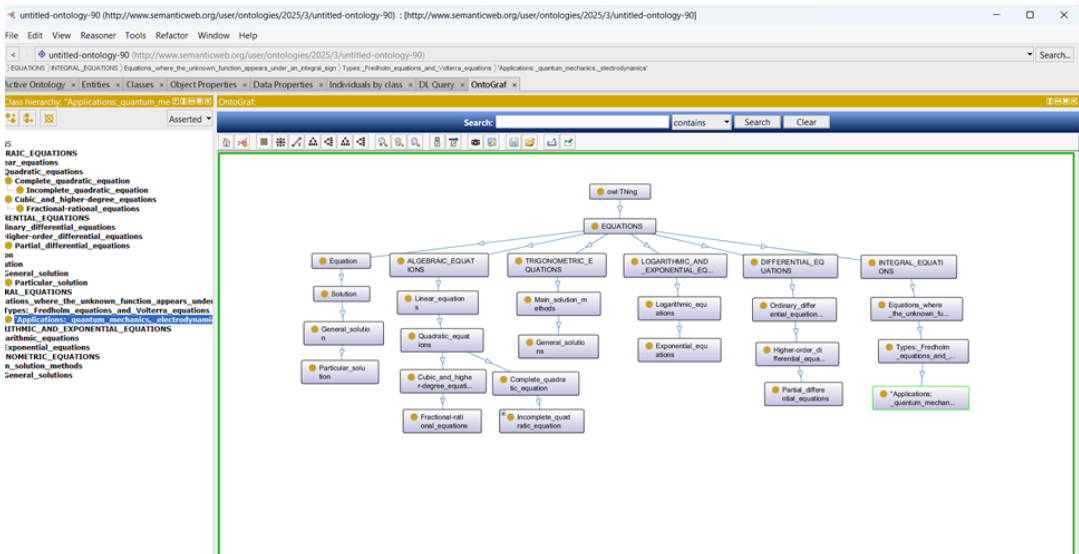 untitled-ontology-90 (http://www.semanticweb.org/user/ontologies/2025/3/untitled-ontology-90) : [http://www.semanticweb.org/user/ontologies/2025/3/untitled-ontology-90]
File Edit View Reasoner Tools Refactor Window Help
< untitled-ontology-90 (http://www.semanticweb.org/user/ontologies/2025/3/untitled-ontology-90) Search...
EQUATIONS INTEGRAL_EQUATIONS Equations_where_the_unknown_function_appears_under_an_integral_sign Types:_Fredholm_equations_and_Volterra_equations "Applications:_quantum_mechanics,_electrodynamics"
Active Ontology × Entities × Classes × Object Properties × Data Properties × Individuals by class × DL Query × OntoGraf ×
Class hierarchy: "Applications:_quantum_me
Asserted
NS
RAIC_EQUATIONS
ear_equations
Quadratic_equations
Complete_quadratic_equation
Incomplete_quadratic_equation
Cubic_and_higher-degree_equations
Fractional-rational_equations
RENTIAL_EQUATIONS
linary_differential_equations
Higher-order_differential_equations
Partial_differential_equations
on
ution
General_solution
Particular_solution
RAL_EQUATIONS
ations_where_the_unknown_function_appears_under
Types:_Fredholm_equations_and_Volterra_equations
"Applications:_quantum_mechanics,_electrodynami
RITHMIC_AND_EXPONENTIAL_EQUATIONS
arithmic_equations
Exponential_equations
NOMETRIC_EQUATIONS
n_solution_methods
General_solutions
OntoGraf:
Search: contains Search Clear
owl:Thing
EQUATIONS
Equation
ALGEBRAIC_EQUAT
IONS
TRIGONOMETRIC_E
QUATIONS
LOGARITHMIC_AND
_EXPONENTIAL_EQ...
DIFFERENTIAL_EQ
UATIONS
INTEGRAL_EQUATI
ONS
Solution
Linear_equation
s
Main_solution_m
ethods
Logarithmic_equ
ations
Ordinary_differ
ential_equation...
Equations_where
_the_unknown_fu...
General_solutio
n
Quadratic_equat
ions
General_solutio
ns
Exponential_equ
ations
Higher-order_di
fferential_equa...
Types:_Fredholm
_equations_and_...
Particular_solu
tion
Cubic_and_highe
r-degree_equati...
Complete_quadra
tic_equation
Partial_differe
ntial_equations
"Applications:
_quantum_mechan...
Fractional-rati
onal_equations
Incomplete_quad
ratic_equation